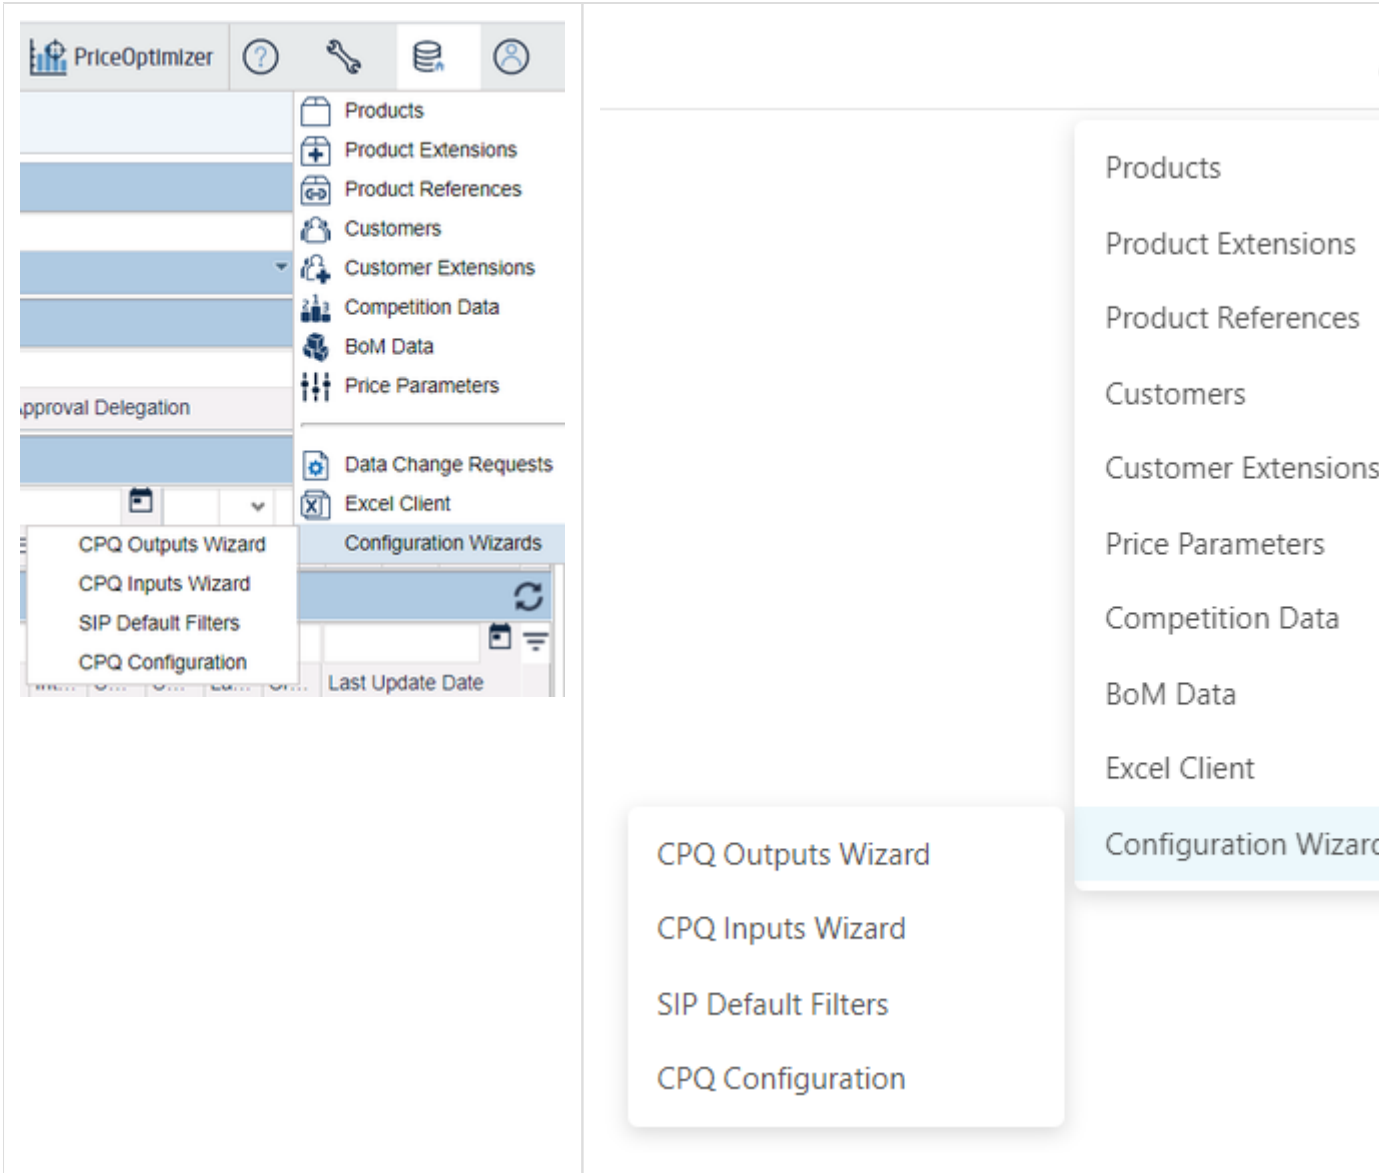 PriceOptimizer
Products
Product Extensions
Product References
Customers
Customer Extensions
Competition Data
BoM Data
Price Parameters
pproval Delegation
Data Change Requests
Excel Client
Configuration Wizards
CPQ Outputs Wizard
CPQ Inputs Wizard
SIP Default Filters
CPQ Configuration
Last Update Date
Products
Product Extensions
Product References
Customers
Customer Extensions
Price Parameters
Competition Data
BoM Data
Excel Client
Configuration Wizard
CPQ Outputs Wizard
CPQ Inputs Wizard
SIP Default Filters
CPQ Configuration